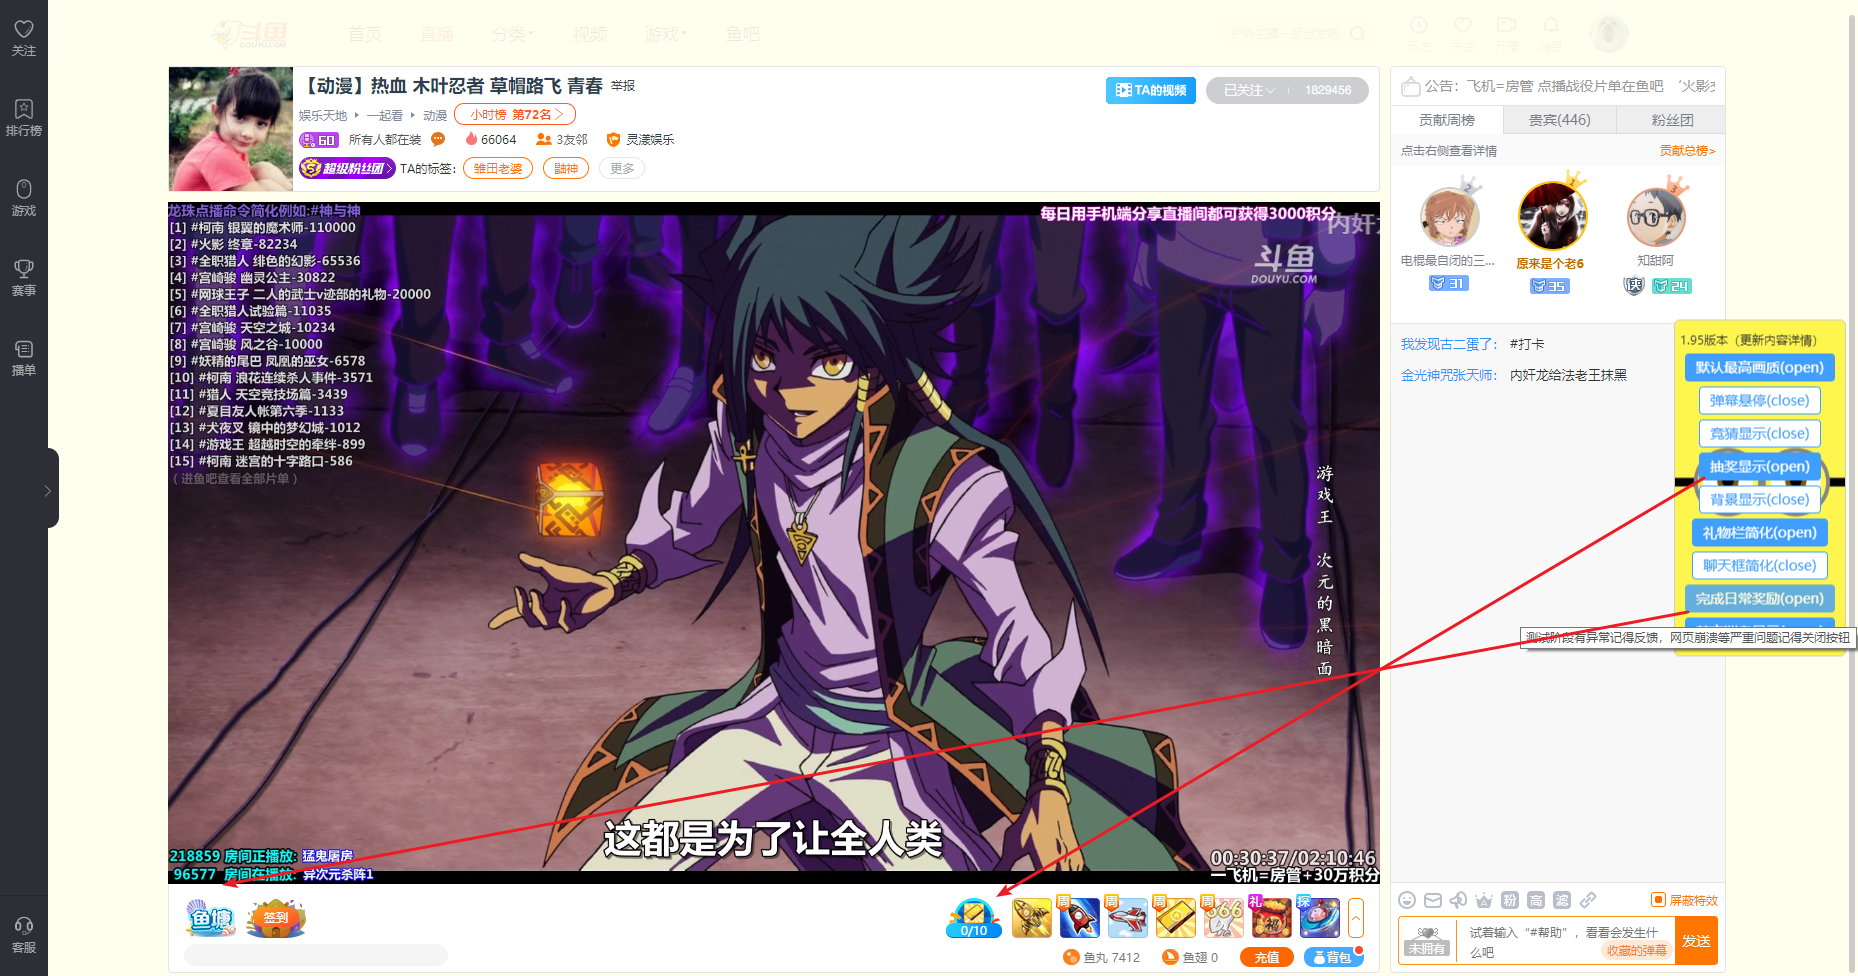 关注
排行榜
游戏
赛事
播单
客服
斗鱼
DOUYU.COM
首页
直播
分类
视频
游戏
鱼吧
【动漫】热血 木叶忍者 草帽路飞 青春 举报
娱乐天地 一起看 动漫 小时榜 第72名
60 所有人都在装 66064 3友邻 灵漾娱乐
超级粉丝团 TA的标签： 雏田老婆 鼬神 更多
TA的视频
已关注 1829456
龙珠点播命令简化例如:#神与神
[1] #柯南 银翼的魔术师-110000
[2] #火影 终章-82234
[3] #全职猎人 绯色的幻影-65536
[4] #宫崎骏 幽灵公主-30822
[5] #网球王子 二人的武士v迹部的礼物-20000
[6] #全职猎人试验篇-11035
[7] #宫崎骏 天空之城-10234
[8] #宫崎骏 风之谷-10000
[9] #妖精的尾巴 凤凰的巫女-6578
[10] #柯南 浪花连续杀人事件-3571
[11] #猎人 天空竞技场篇-3439
[12] #夏目友人帐第六季-1133
[13] #犬夜叉 镜中的梦幻城-1012
[14] #游戏王 超越时空的牵绊-899
[15] #柯南 迷宫的十字路口-586
（进鱼吧查看全部片单）
每日用手机端分享直播间都可获得3000积分
内奸龙
斗鱼
DOUYU.COM
游戏王 次元的黑暗面
这都是为了让全人类
218859 房间正播放: 猛鬼屠房
96577 房间在播放: 异次元杀阵1
00:30:37/02:10:46
一飞机=房管+30万积分
鱼塘
签到
0/10
周
周
周
周
366
礼
探
鱼丸 7412
鱼翅 0
充值
背包
公告：飞机=房管 点播战役片单在鱼吧
贡献周榜
贵宾(446)
粉丝团
点击右侧查看详情
贡献总榜>
2
1
3
电棍最自闭的三...
原来是个老6
知甜阿
31
35
侠 24
我发现古二蛋了： #打卡
金光神咒张天师： 内奸龙给法老王抹黑
1.95版本（更新内容详情）
默认最高画质(open)
弹幕悬停(close)
竞猜显示(close)
抽奖显示(open)
背景显示(close)
礼物栏简化(open)
聊天框简化(close)
完成日常奖励(open)
测试阶段有异常记得反馈，网页崩溃等严重问题记得关闭按钮
粉
高
滤
屏蔽特效
未拥有
试着输入“#帮助”，看看会发生什
么吧
收藏的弹幕
发送